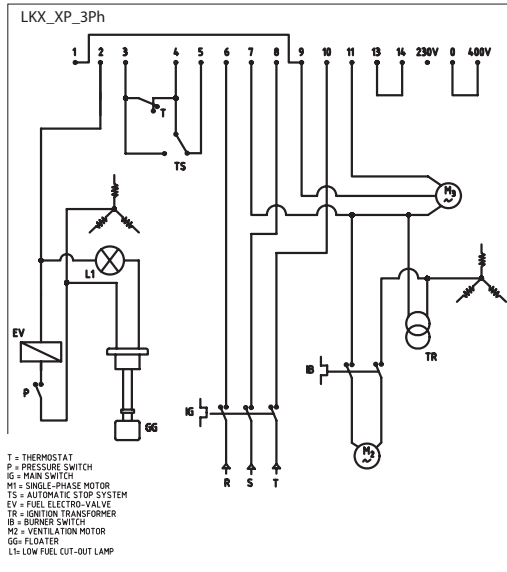 LKX_XP_3Ph
1 2 3 4 5 6 7 8 9 10 11 13 14 230V 0 400V
T
TS
M3
~
L1
EV
TR
P
IB
IG
GG
M2
~
R S T
T = THERMOSTAT
P = PRESSURE SWITCH
IG = MAIN SWITCH
M1 = SINGLE-PHASE MOTOR
TS = AUTOMATIC STOP SYSTEM
EV = FUEL ELECTRO-VALVE
TR = IGNITION TRANSFORMER
IB = BURNER SWITCH
M2 = VENTILATION MOTOR
GG= FLOATER
L1= LOW FUEL CUT-OUT LAMP